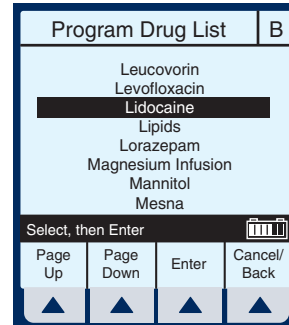 Program Drug List B
Leucovorin
Levofloxacin
Lidocaine
Lipids
Lorazepam
Magnesium Infusion
Mannitol
Mesna
Select, then Enter
Page Up
Page Down
Enter
Cancel/ Back